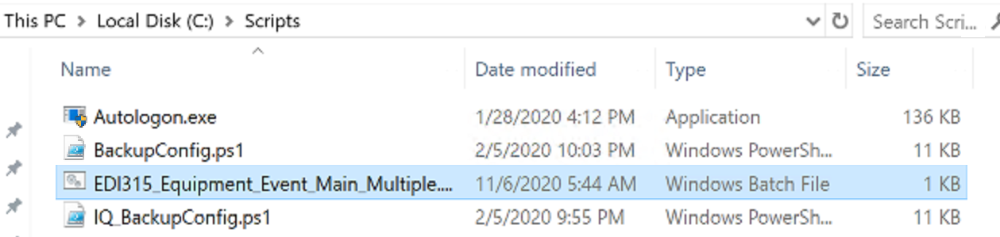 This PC > Local Disk (C:) > Scripts Search Scri...
Name Date modified Type Size
Autologon.exe 1/28/2020 4:12 PM Application 136 KB
BackupConfig.ps1 2/5/2020 10:03 PM Windows PowerSh... 11 KB
EDI315_Equipment_Event_Main_Multiple.... 11/6/2020 5:44 AM Windows Batch File 1 KB
IQ_BackupConfig.ps1 2/5/2020 9:55 PM Windows PowerSh... 11 KB